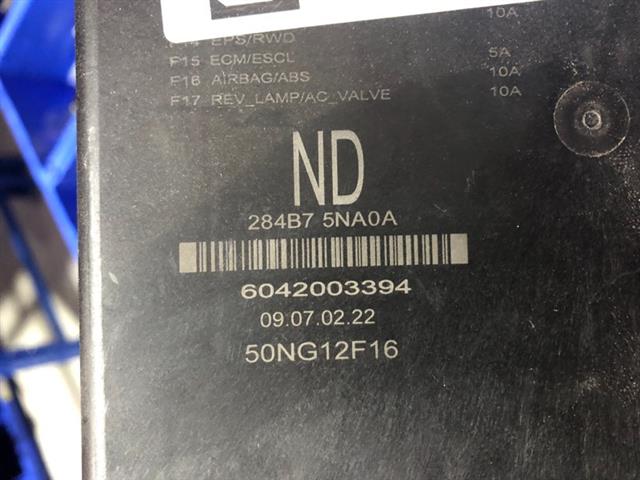 10A
F14 EPS/RWD
F15 ECM/ESCL 5A
F16 AIRBAG/ABS 10A
F17 REV_LAMP/AC_VALVE 10A
ND
284B7 5NA0A
6042003394
09.07.02.22
50NG12F16